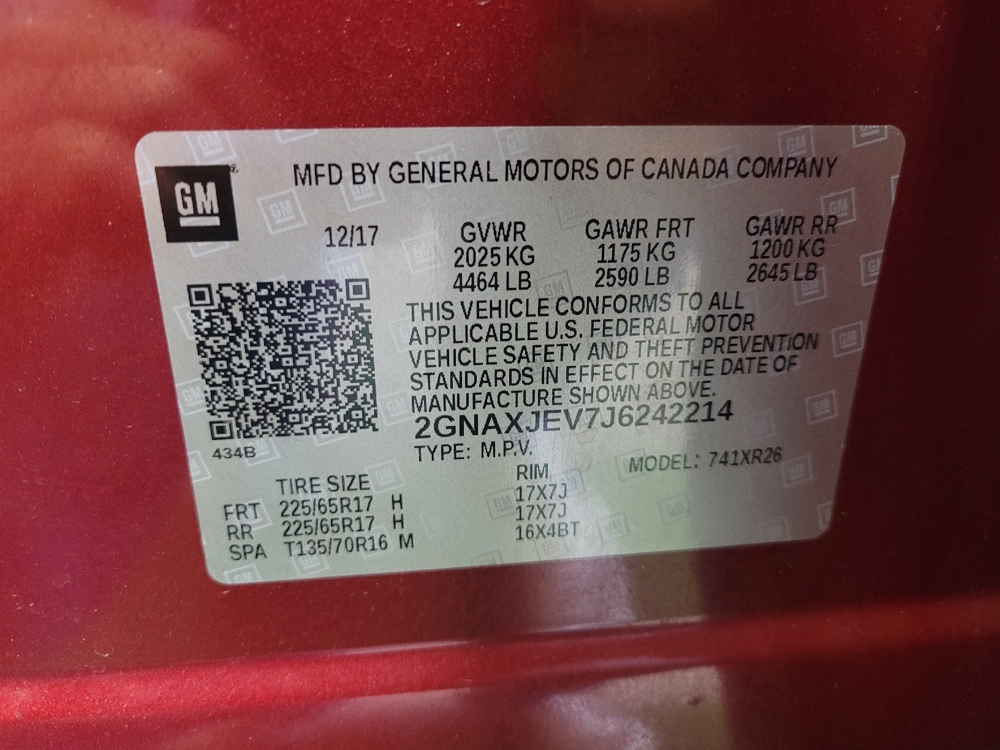 GM
MFD BY GENERAL MOTORS OF CANADA COMPANY
12/17
GVWR GAWR FRT GAWR RR
2025 KG 1175 KG 1200 KG
4464 LB 2590 LB 2645 LB
THIS VEHICLE CONFORMS TO ALL
APPLICABLE U.S. FEDERAL MOTOR
VEHICLE SAFETY AND THEFT PREVENTION
STANDARDS IN EFFECT ON THE DATE OF
MANUFACTURE SHOWN ABOVE.
2GNAXJEV7J6242214
434B
TYPE: M.P.V. MODEL: 741XR26
TIRE SIZE RIM
FRT 225/65R17 H 17X7J
RR 225/65R17 H 17X7J
SPA T135/70R16 M 16X4BT